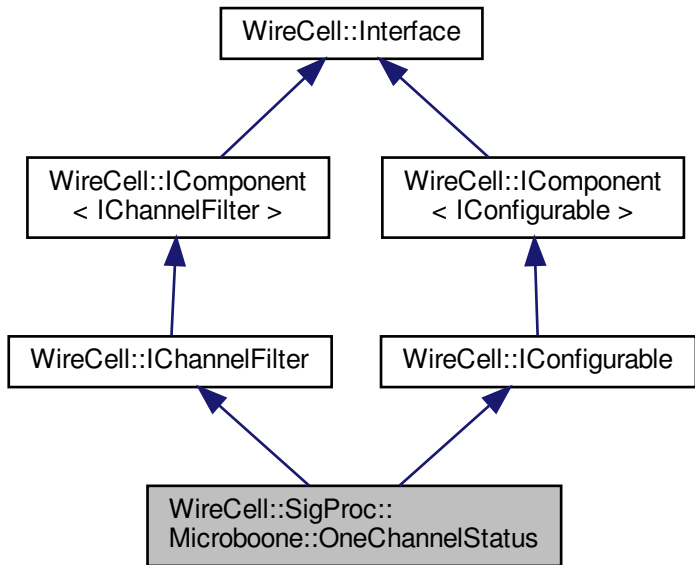 WireCell::Interface
WireCell::IComponent
< IChannelFilter >
WireCell::IComponent
< IConfigurable >
WireCell::IChannelFilter
WireCell::IConfigurable
WireCell::SigProc::
Microboone::OneChannelStatus